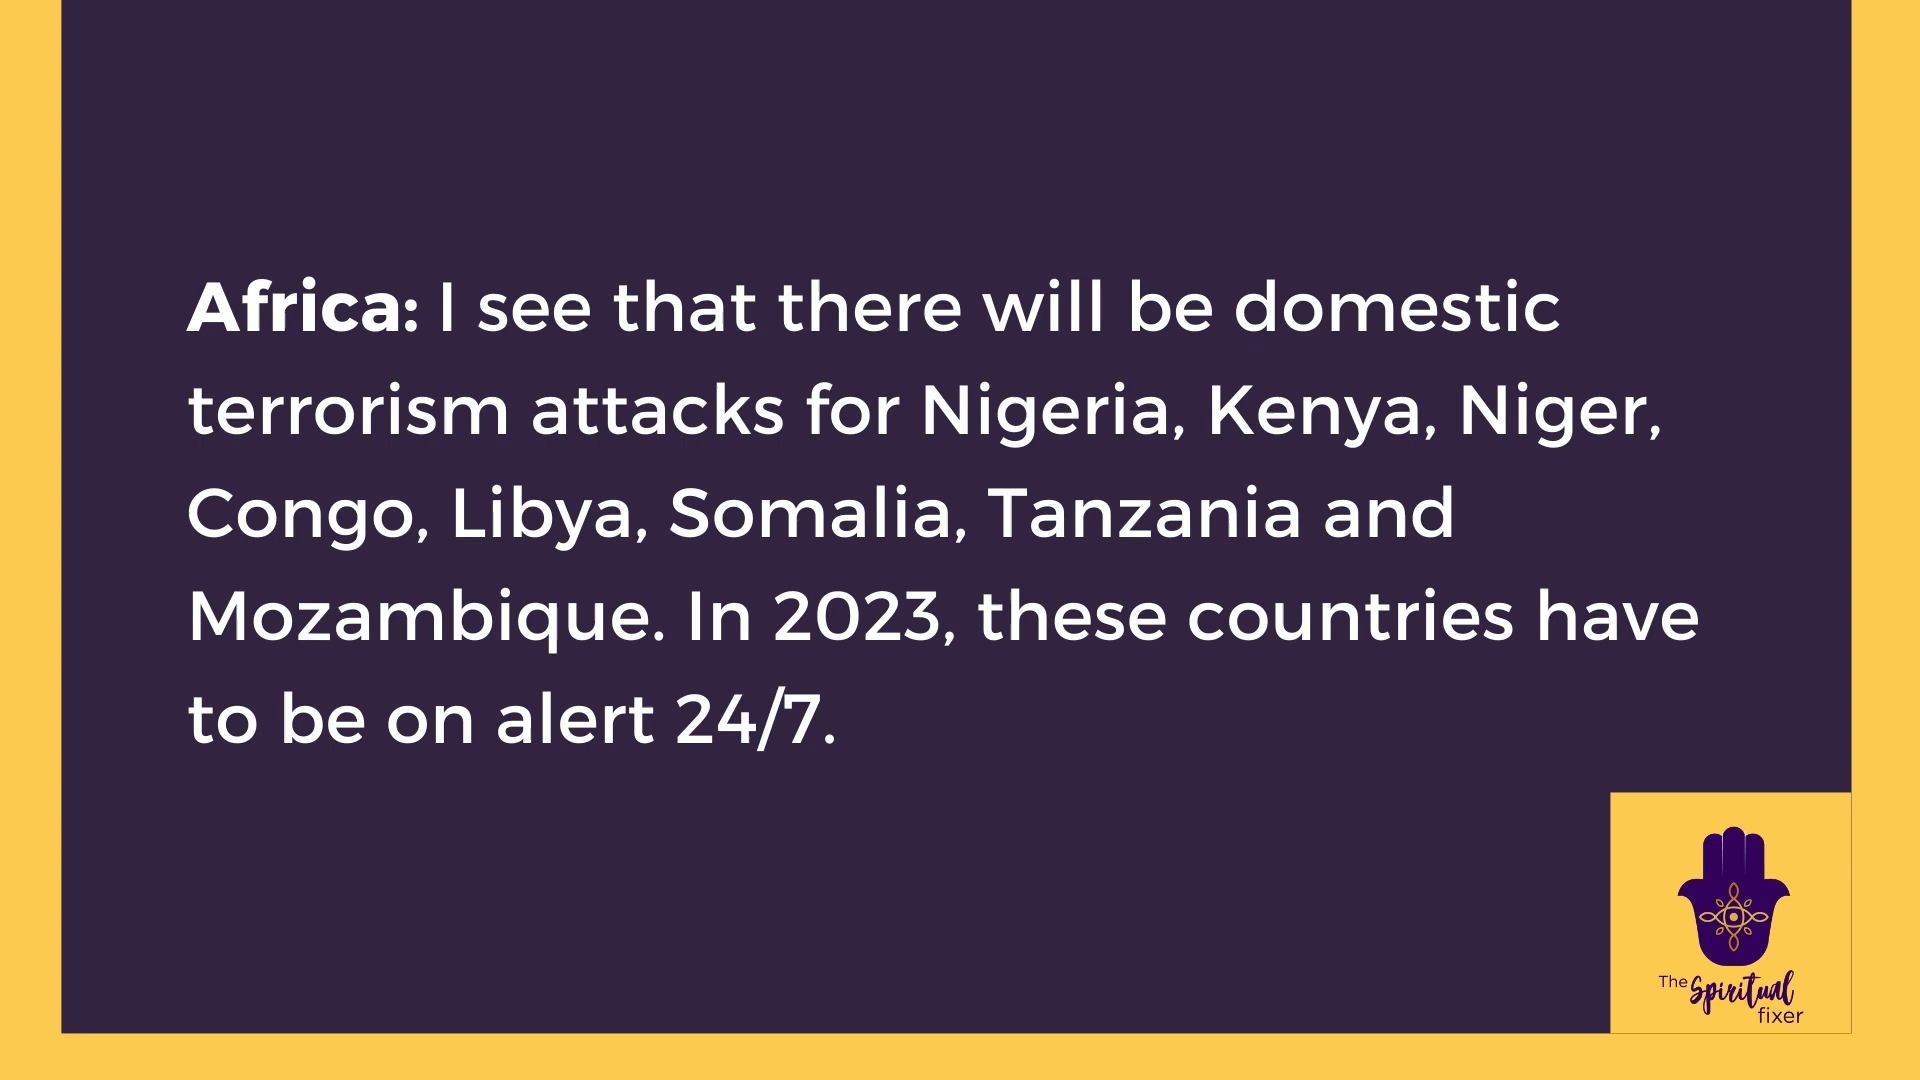 Africa: I see that there will be domestic
terrorism attacks for Nigeria, Kenya, Niger,
Congo, Libya, Somalia, Tanzania and
Mozambique. In 2023, these countries have
to be on alert 24/7.
The Spiritual
fixer